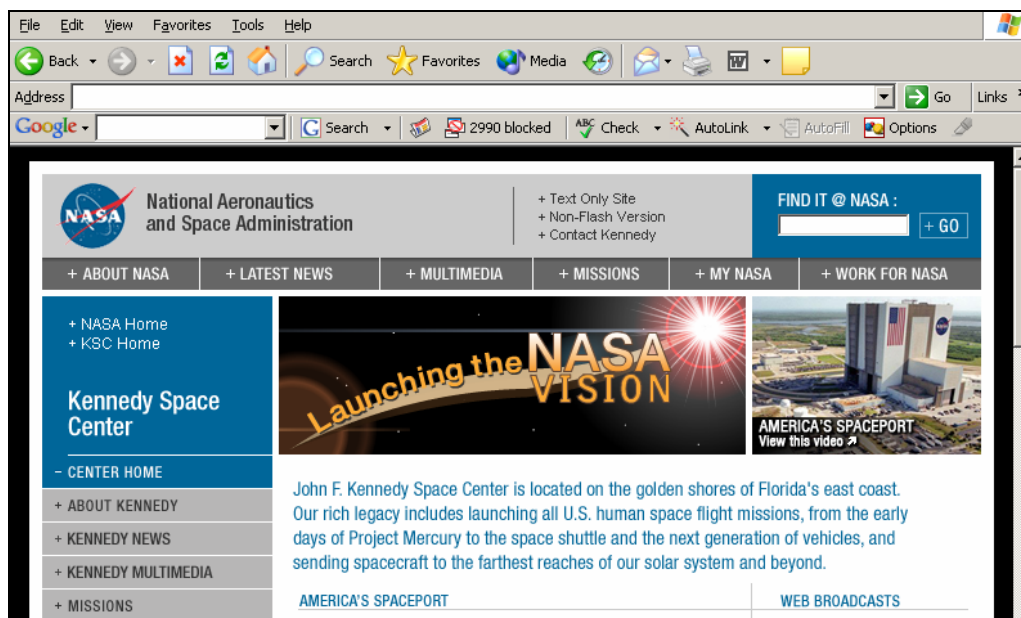 File Edit View Favorites Tools Help
Back Search Favorites Media
Address Go Links
Google Search 2990 blocked ABC Check AutoLink AutoFill Options
NASA
National Aeronautics
and Space Administration
+ Text Only Site
+ Non-Flash Version
+ Contact Kennedy
FIND IT @ NASA :
+ GO
+ ABOUT NASA + LATEST NEWS + MULTIMEDIA + MISSIONS + MY NASA + WORK FOR NASA
+ NASA Home
+ KSC Home
Kennedy Space
Center
Launching the NASA
VISION
AMERICA'S SPACEPORT
View this video
– CENTER HOME
+ ABOUT KENNEDY
+ KENNEDY NEWS
+ KENNEDY MULTIMEDIA
+ MISSIONS
John F. Kennedy Space Center is located on the golden shores of Florida's east coast.
Our rich legacy includes launching all U.S. human space flight missions, from the early
days of Project Mercury to the space shuttle and the next generation of vehicles, and
sending spacecraft to the farthest reaches of our solar system and beyond.
AMERICA'S SPACEPORT
WEB BROADCASTS